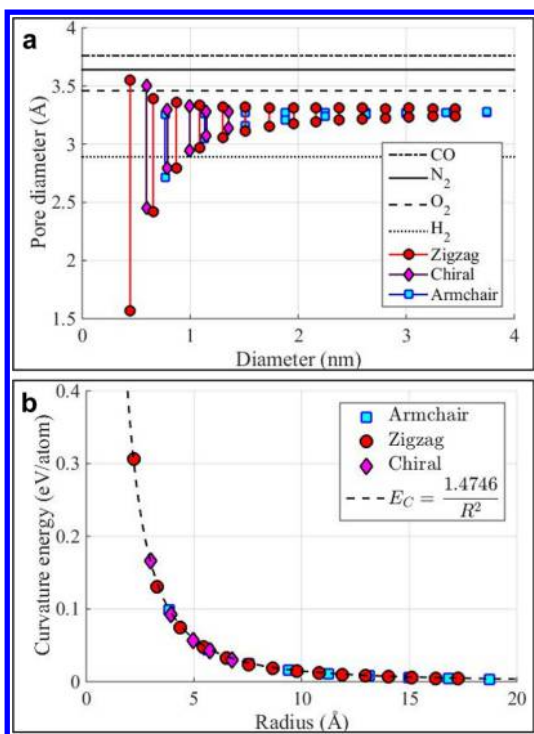 a
4
3.5
3
2.5
2
1.5
Pore diameter (Å)
CO
N2
O2
H2
Zigzag
Chiral
Armchair
0 1 2 3 4
Diameter (nm)
b
0.4
0.3
0.2
0.1
0
Curvature energy (eV/atom)
Armchair
Zigzag
Chiral
E_C = 1.4746 / R^2
0 5 10 15 20
Radius (Å)